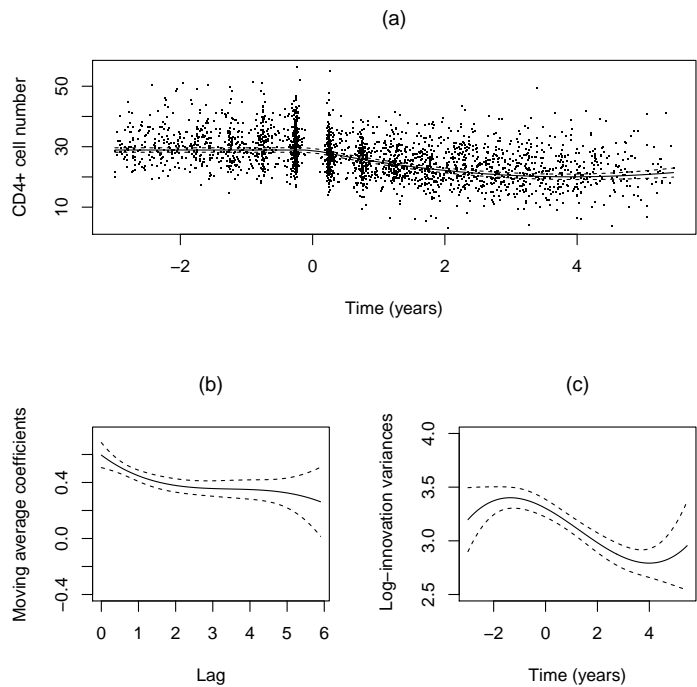 (a)
CD4+ cell number
10
30
50
−2
0
2
4
Time (years)
(b)
Moving average coefficients
−0.4
0.0
0.4
0
1
2
3
4
5
6
Lag
(c)
Log−innovation variances
2.5
3.0
3.5
4.0
−2
0
2
4
Time (years)